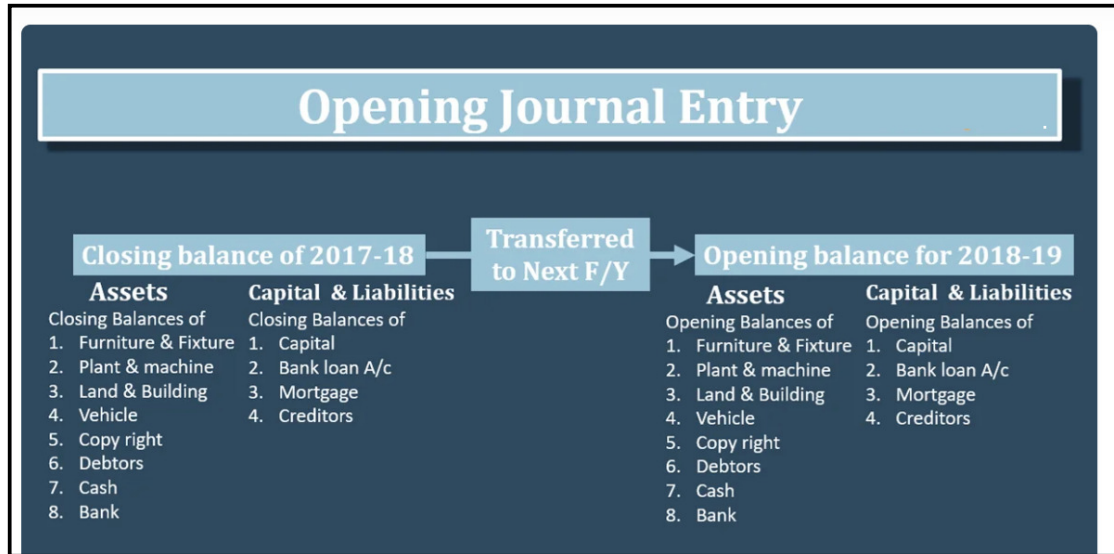 Opening Journal Entry
Closing balance of 2017-18
Transferred
to Next F/Y
Opening balance for 2018-19
Assets
Closing Balances of
1. Furniture & Fixture
2. Plant & machine
3. Land & Building
4. Vehicle
5. Copy right
6. Debtors
7. Cash
8. Bank
Capital & Liabilities
Closing Balances of
1. Capital
2. Bank loan A/c
3. Mortgage
4. Creditors
Assets
Opening Balances of
1. Furniture & Fixture
2. Plant & machine
3. Land & Building
4. Vehicle
5. Copy right
6. Debtors
7. Cash
8. Bank
Capital & Liabilities
Opening Balances of
1. Capital
2. Bank loan A/c
3. Mortgage
4. Creditors